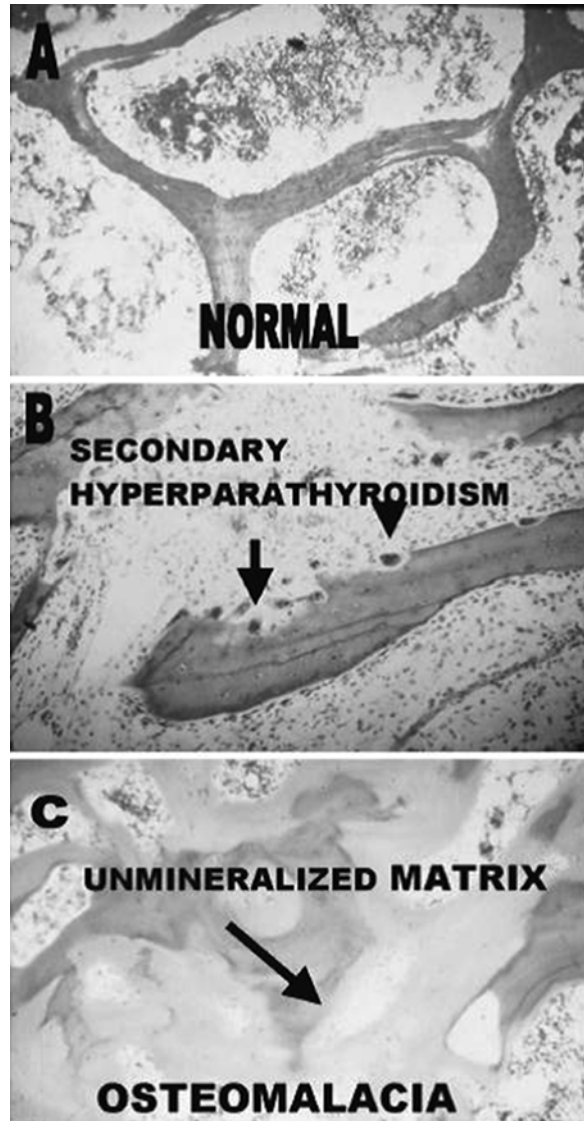 A
NORMAL
B
SECONDARY
HYPERPARATHYROIDISM
C
UNMINERALIZED MATRIX
OSTEOMALACIA